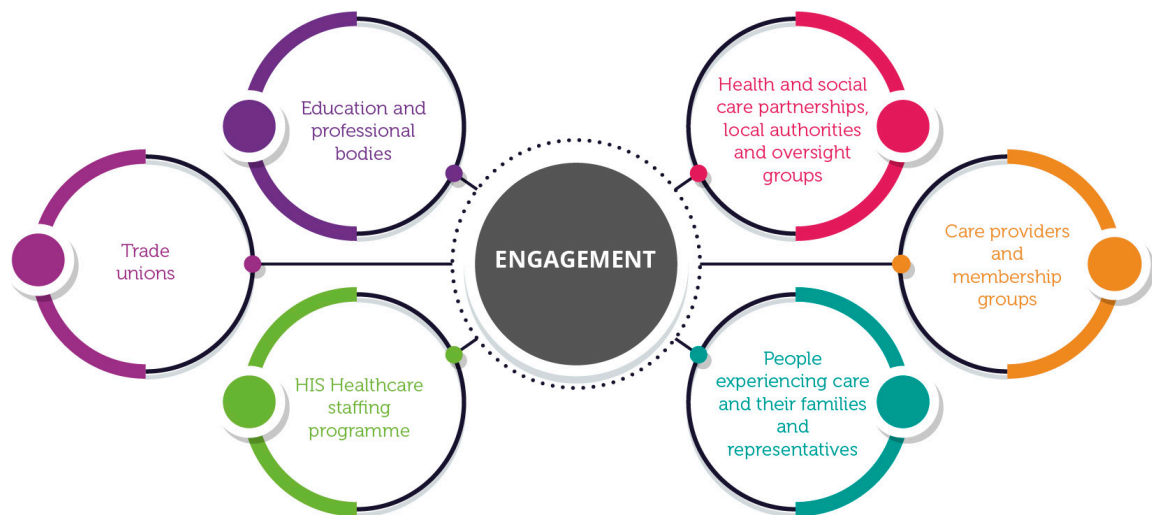 Education and
professional
bodies
Health and social
care partnerships,
local authorities
and oversight
groups
Trade
unions
ENGAGEMENT
Care providers
and
membership
groups
HIS Healthcare
staffing
programme
People
experiencing care
and their families
and
representatives